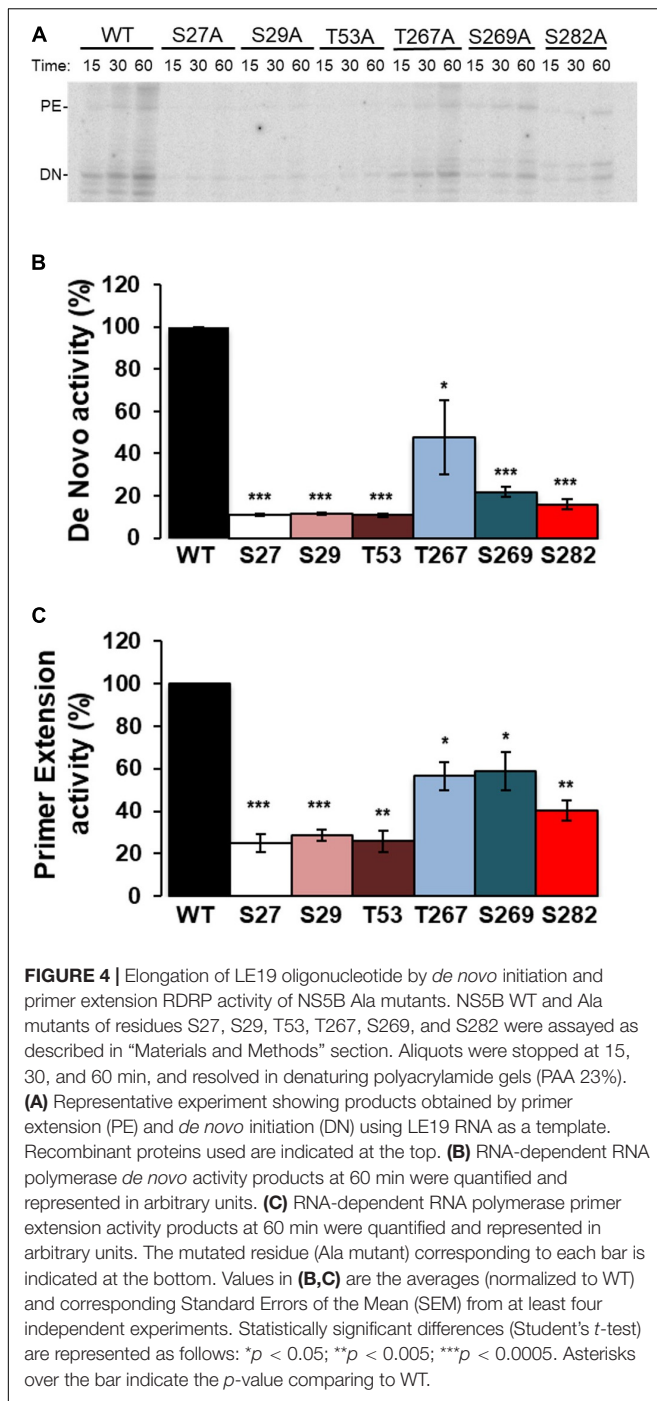 A
WT S27A S29A T53A T267A S269A S282A
Time: 15 30 60 15 30 60 15 30 60 15 30 60 15 30 60 15 30 60 15 30 60
PE-
DN-
B
De Novo activity (%)
120
100
80
60
40
20
0
*** *** *** * *** ***
WT S27 S29 T53 T267 S269 S282
C
Primer Extension
activity (%)
120
100
80
60
40
20
0
*** *** ** * * **
WT S27 S29 T53 T267 S269 S282
FIGURE 4 | Elongation of LE19 oligonucleotide by de novo initiation and
primer extension RDRP activity of NS5B Ala mutants. NS5B WT and Ala
mutants of residues S27, S29, T53, T267, S269, and S282 were assayed as
described in “Materials and Methods” section. Aliquots were stopped at 15,
30, and 60 min, and resolved in denaturing polyacrylamide gels (PAA 23%).
(A) Representative experiment showing products obtained by primer
extension (PE) and de novo initiation (DN) using LE19 RNA as a template.
Recombinant proteins used are indicated at the top. (B) RNA-dependent RNA
polymerase de novo activity products at 60 min were quantified and
represented in arbitrary units. (C) RNA-dependent RNA polymerase primer
extension activity products at 60 min were quantified and represented in
arbitrary units. The mutated residue (Ala mutant) corresponding to each bar is
indicated at the bottom. Values in (B,C) are the averages (normalized to WT)
and corresponding Standard Errors of the Mean (SEM) from at least four
independent experiments. Statistically significant differences (Student’s t-test)
are represented as follows: *p < 0.05; **p < 0.005; ***p < 0.0005. Asterisks
over the bar indicate the p-value comparing to WT.